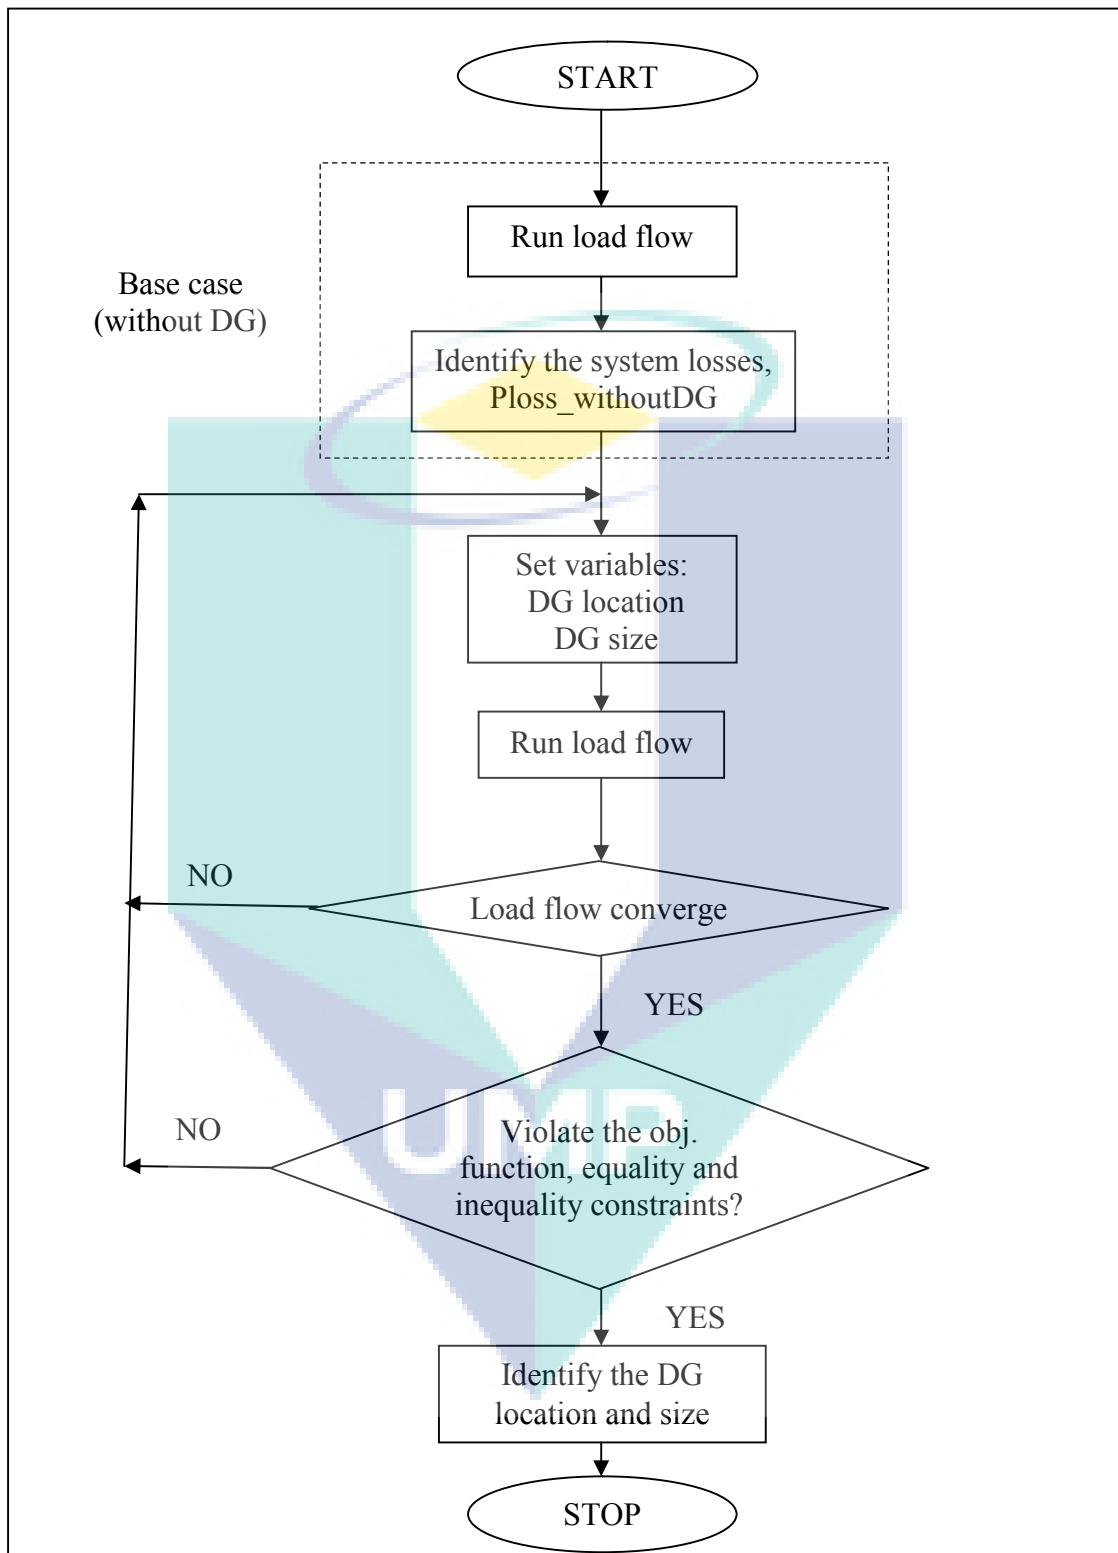 START
Run load flow
Base case
(without DG)
Identify the system losses,
Ploss_withoutDG
Set variables:
DG location
DG size
Run load flow
NO
Load flow converge
YES
UMP
NO
Violate the obj.
function, equality and
inequality constraints?
YES
Identify the DG
location and size
STOP